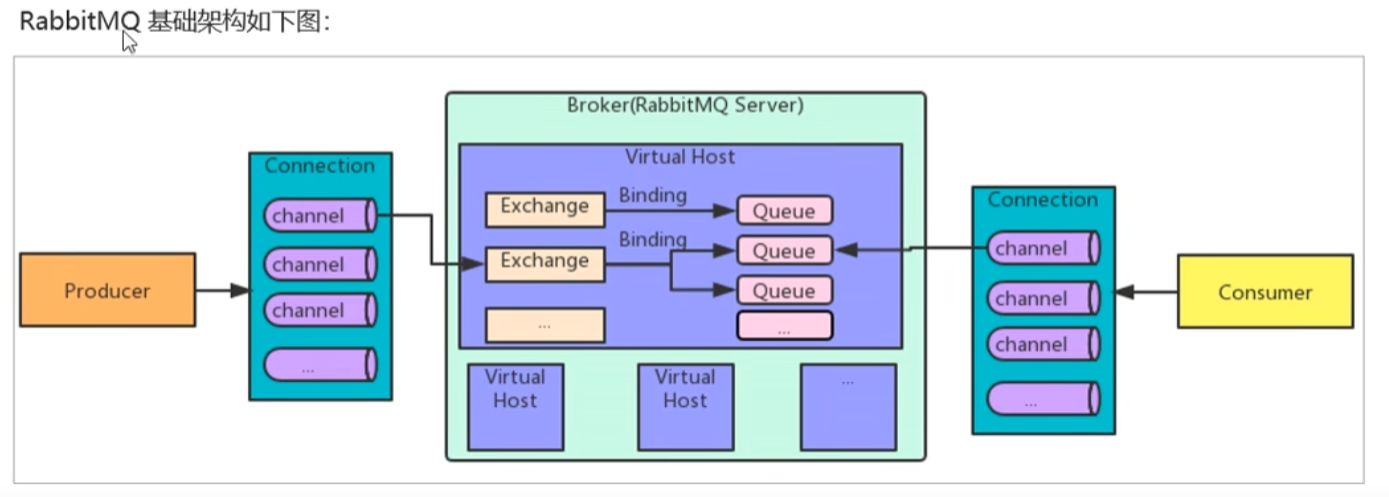 RabbitMQ 基础架构如下图：
Broker(RabbitMQ Server)
Virtual Host
Connection
channel
channel
channel
...
Producer
Exchange
Binding
Queue
Exchange
Binding
Queue
Queue
...
...
Virtual
Host
Virtual
Host
...
Connection
channel
channel
channel
...
Consumer